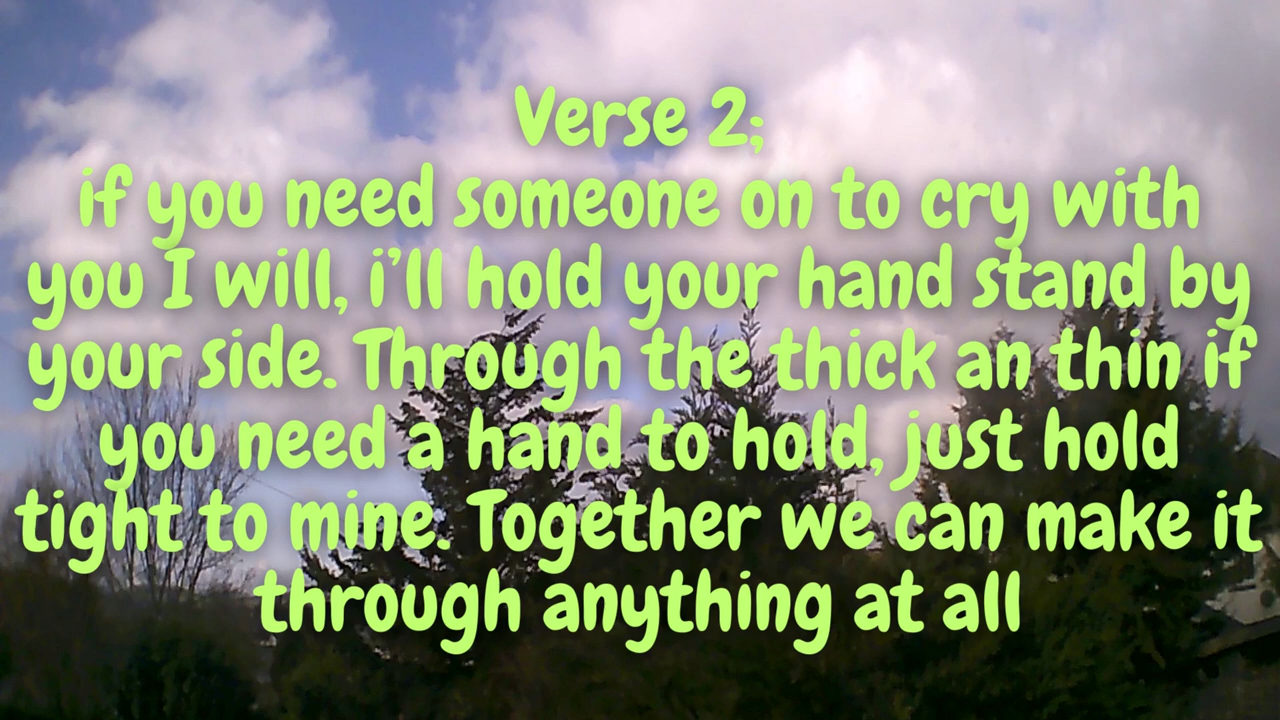 Verse 2;
if you need someone on to cry with
you I will, i'll hold your hand stand by
your side. Through the thick an thin if
you need a hand to hold, just hold
tight to mine. Together we can make it
through anything at all